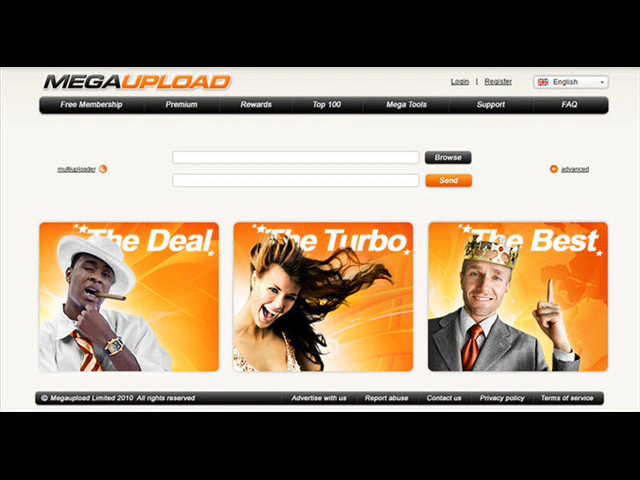 MEGAUPLOAD
Login | Register
English
Free Membership
Premium
Rewards
Top 100
Mega Tools
Support
FAQ
multiuploader
Browse
Send
advanced
The Deal
The Turbo
The Best
© Megaupload Limited 2010 All rights reserved
Advertise with us
Report abuse
Contact us
Privacy policy
Terms of service